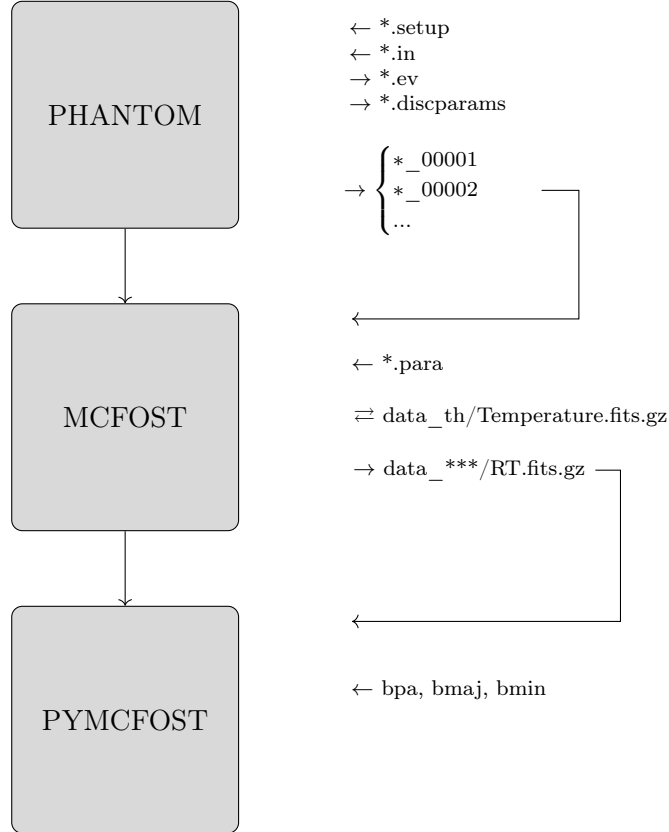 PHANTOM
← *.setup
← *.in
→ *.ev
→ *.discparams
→ { *_00001
*_00002
...
MCFOST
← *.para
⇄ data_th/Temperature.fits.gz
→ data_***/RT.fits.gz
PYMCFOST
← bpa, bmaj, bmin